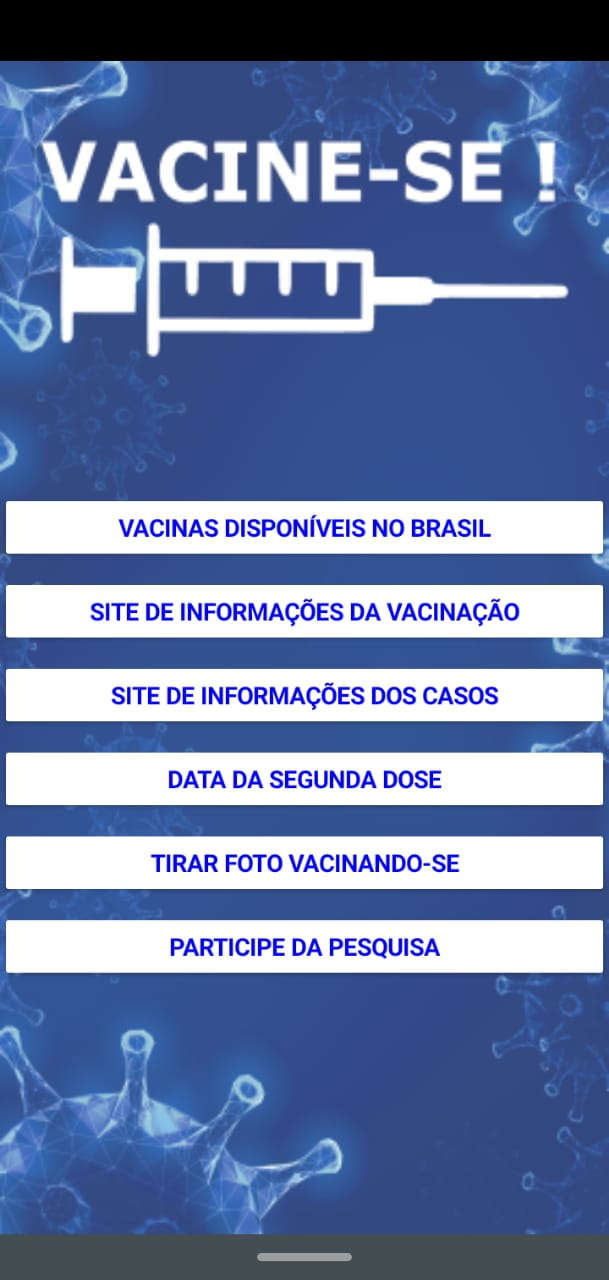 VACINE-SE !
VACINAS DISPONÍVEIS NO BRASIL
SITE DE INFORMAÇÕES DA VACINAÇÃO
SITE DE INFORMAÇÕES DOS CASOS
DATA DA SEGUNDA DOSE
TIRAR FOTO VACINANDO-SE
PARTICIPE DA PESQUISA